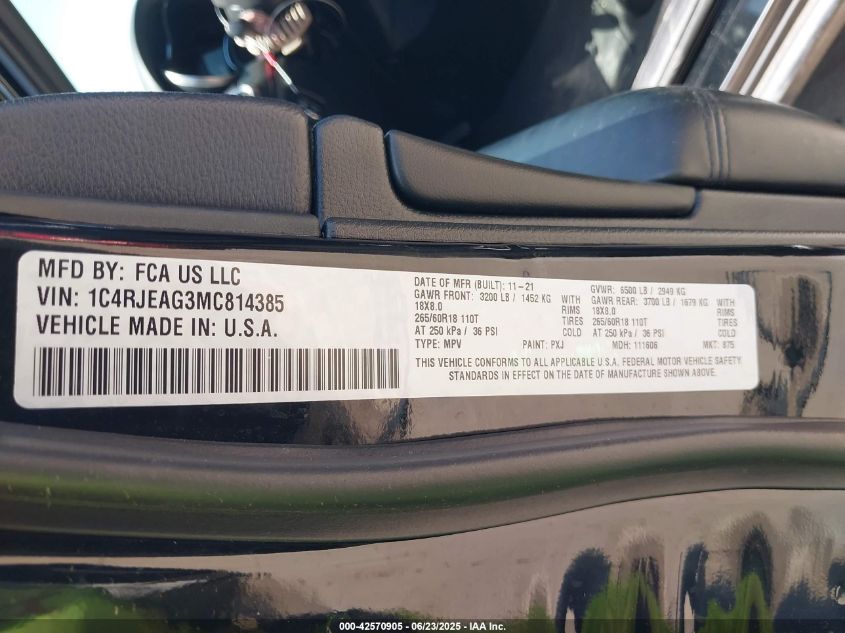 MFD BY: FCA US LLC
VIN: 1C4RJEAG3MC814385
VEHICLE MADE IN: U.S.A.
DATE OF MFR (BUILT): 11-21 GVWR: 6500 LB / 2949 KG
GAWR FRONT: 3200 LB / 1452 KG GAWR REAR: 3700 LB / 1679 KG
18X8.0 RIMS 18X8.0 RIMS
265/60R18 110T TIRES 265/60R18 110T TIRES
AT 250 kPa / 36 PSI COLD AT 250 kPa / 36 PSI COLD
TYPE: MPV PAINT: PXJ MDH: 111606 MKT: 875
THIS VEHICLE CONFORMS TO ALL APPLICABLE U.S.A. FEDERAL MOTOR VEHICLE SAFETY
STANDARDS IN EFFECT ON THE DATE OF MANUFACTURE SHOWN ABOVE.
000-42570905 - 06/23/2025 - IAA Inc.